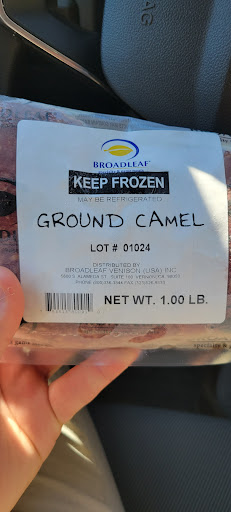 BROADLEAF
KEEP FROZEN
MAY BE REFRIGERATED
GROUND CAMEL
LOT # 01024
DISTRIBUTED BY
BROADLEAF VENISON (USA) INC
NET WT. 1.00 LB.